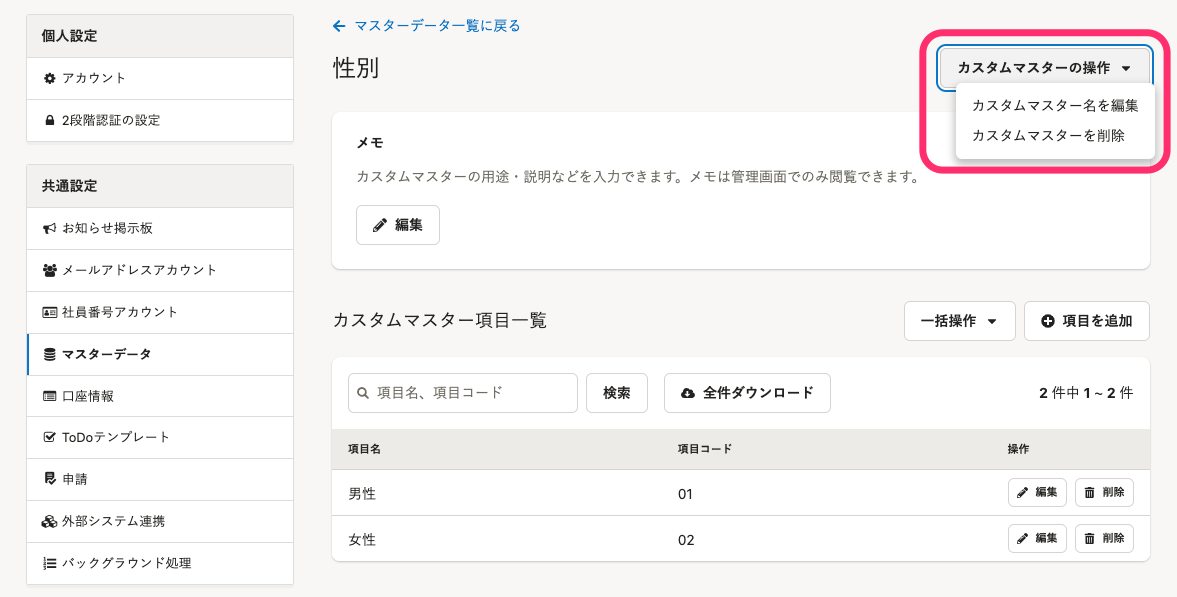 個人設定
アカウント
2段階認証の設定
共通設定
お知らせ掲示板
メールアドレスアカウント
社員番号アカウント
マスターデータ
口座情報
ToDoテンプレート
申請
外部システム連携
バックグラウンド処理
マスターデータ一覧に戻る
性別
カスタムマスターの操作
カスタムマスター名を編集
カスタムマスターを削除
メモ
カスタムマスターの用途・説明などを入力できます。メモは管理画面でのみ閲覧できます。
編集
カスタムマスター項目一覧
一括操作
項目を追加
項目名、項目コード
検索
全件ダウンロード
2 件中 1 ~ 2 件
項目名 項目コード 操作
男性 01 編集 削除
女性 02 編集 削除